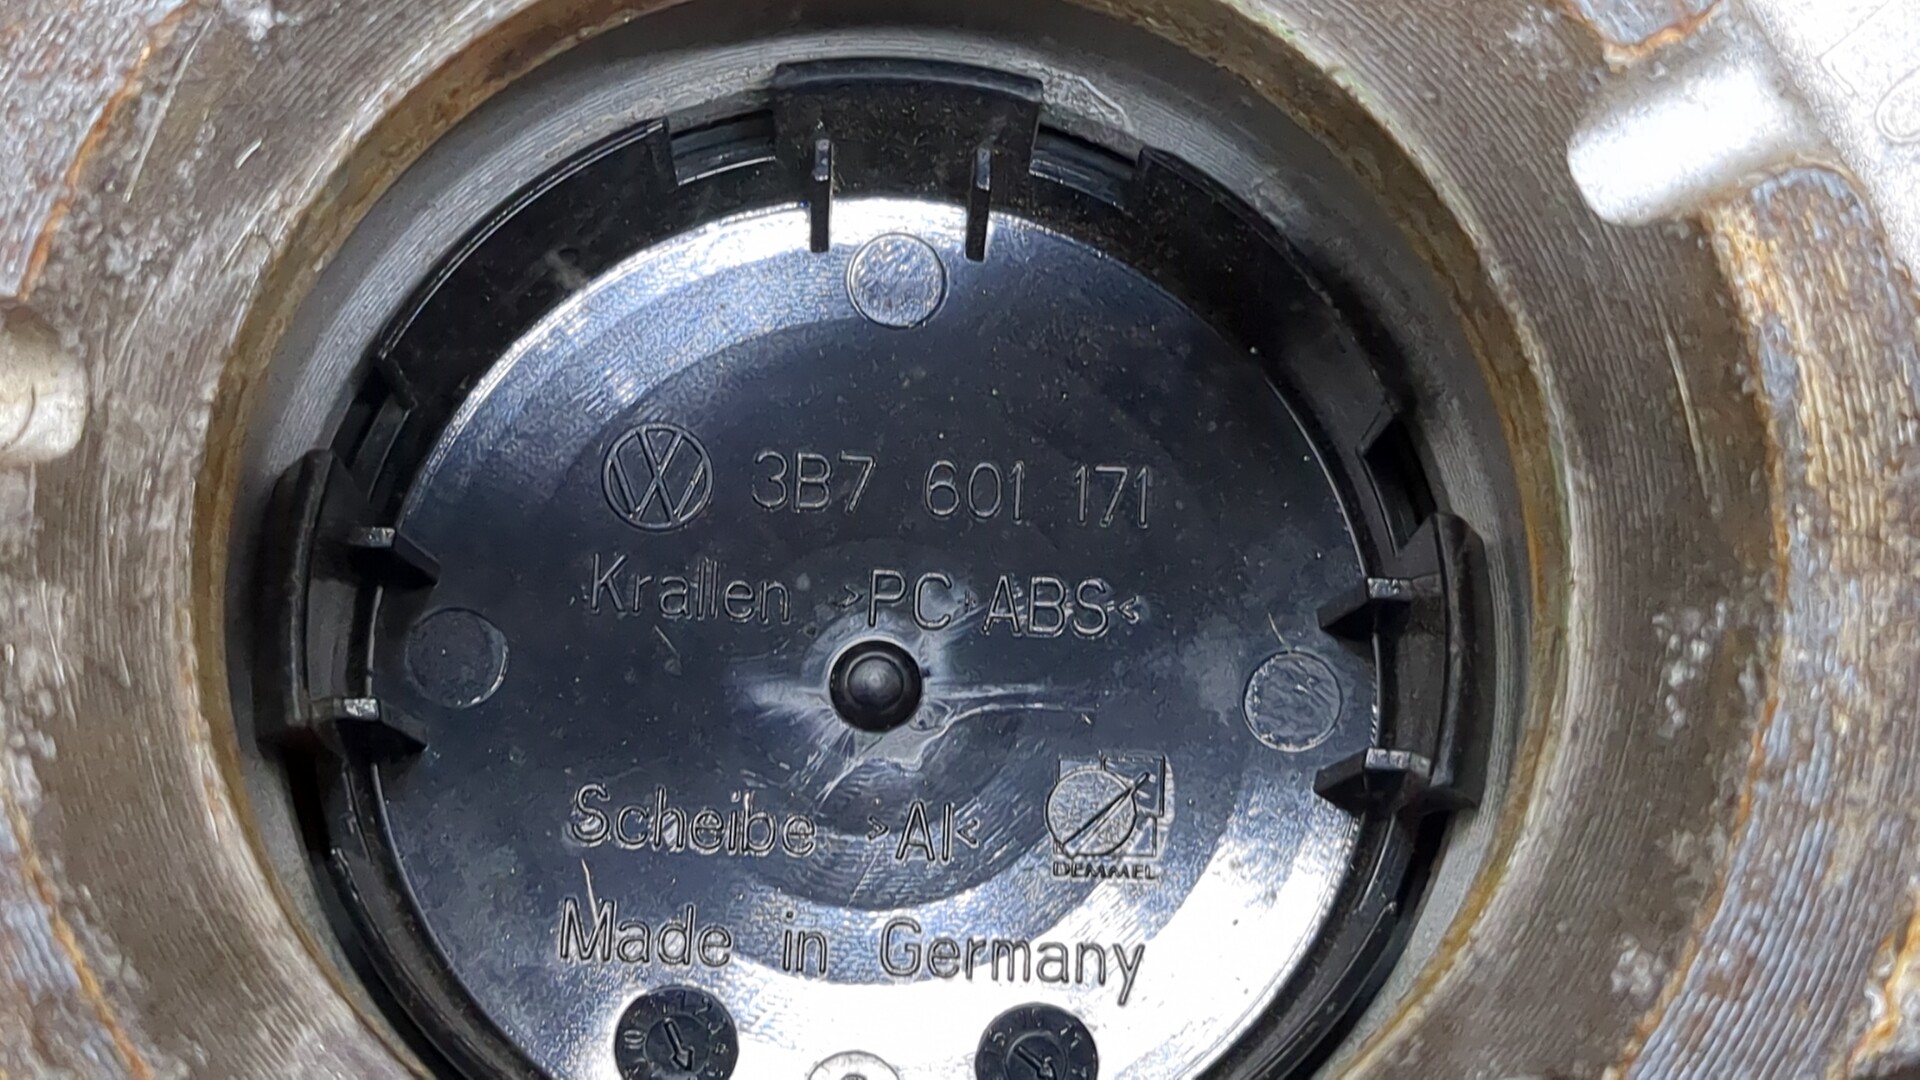 3B7 601 171
Krallen >PC ABS<
Scheibe >Al<
DEMMEL
Made in Germany